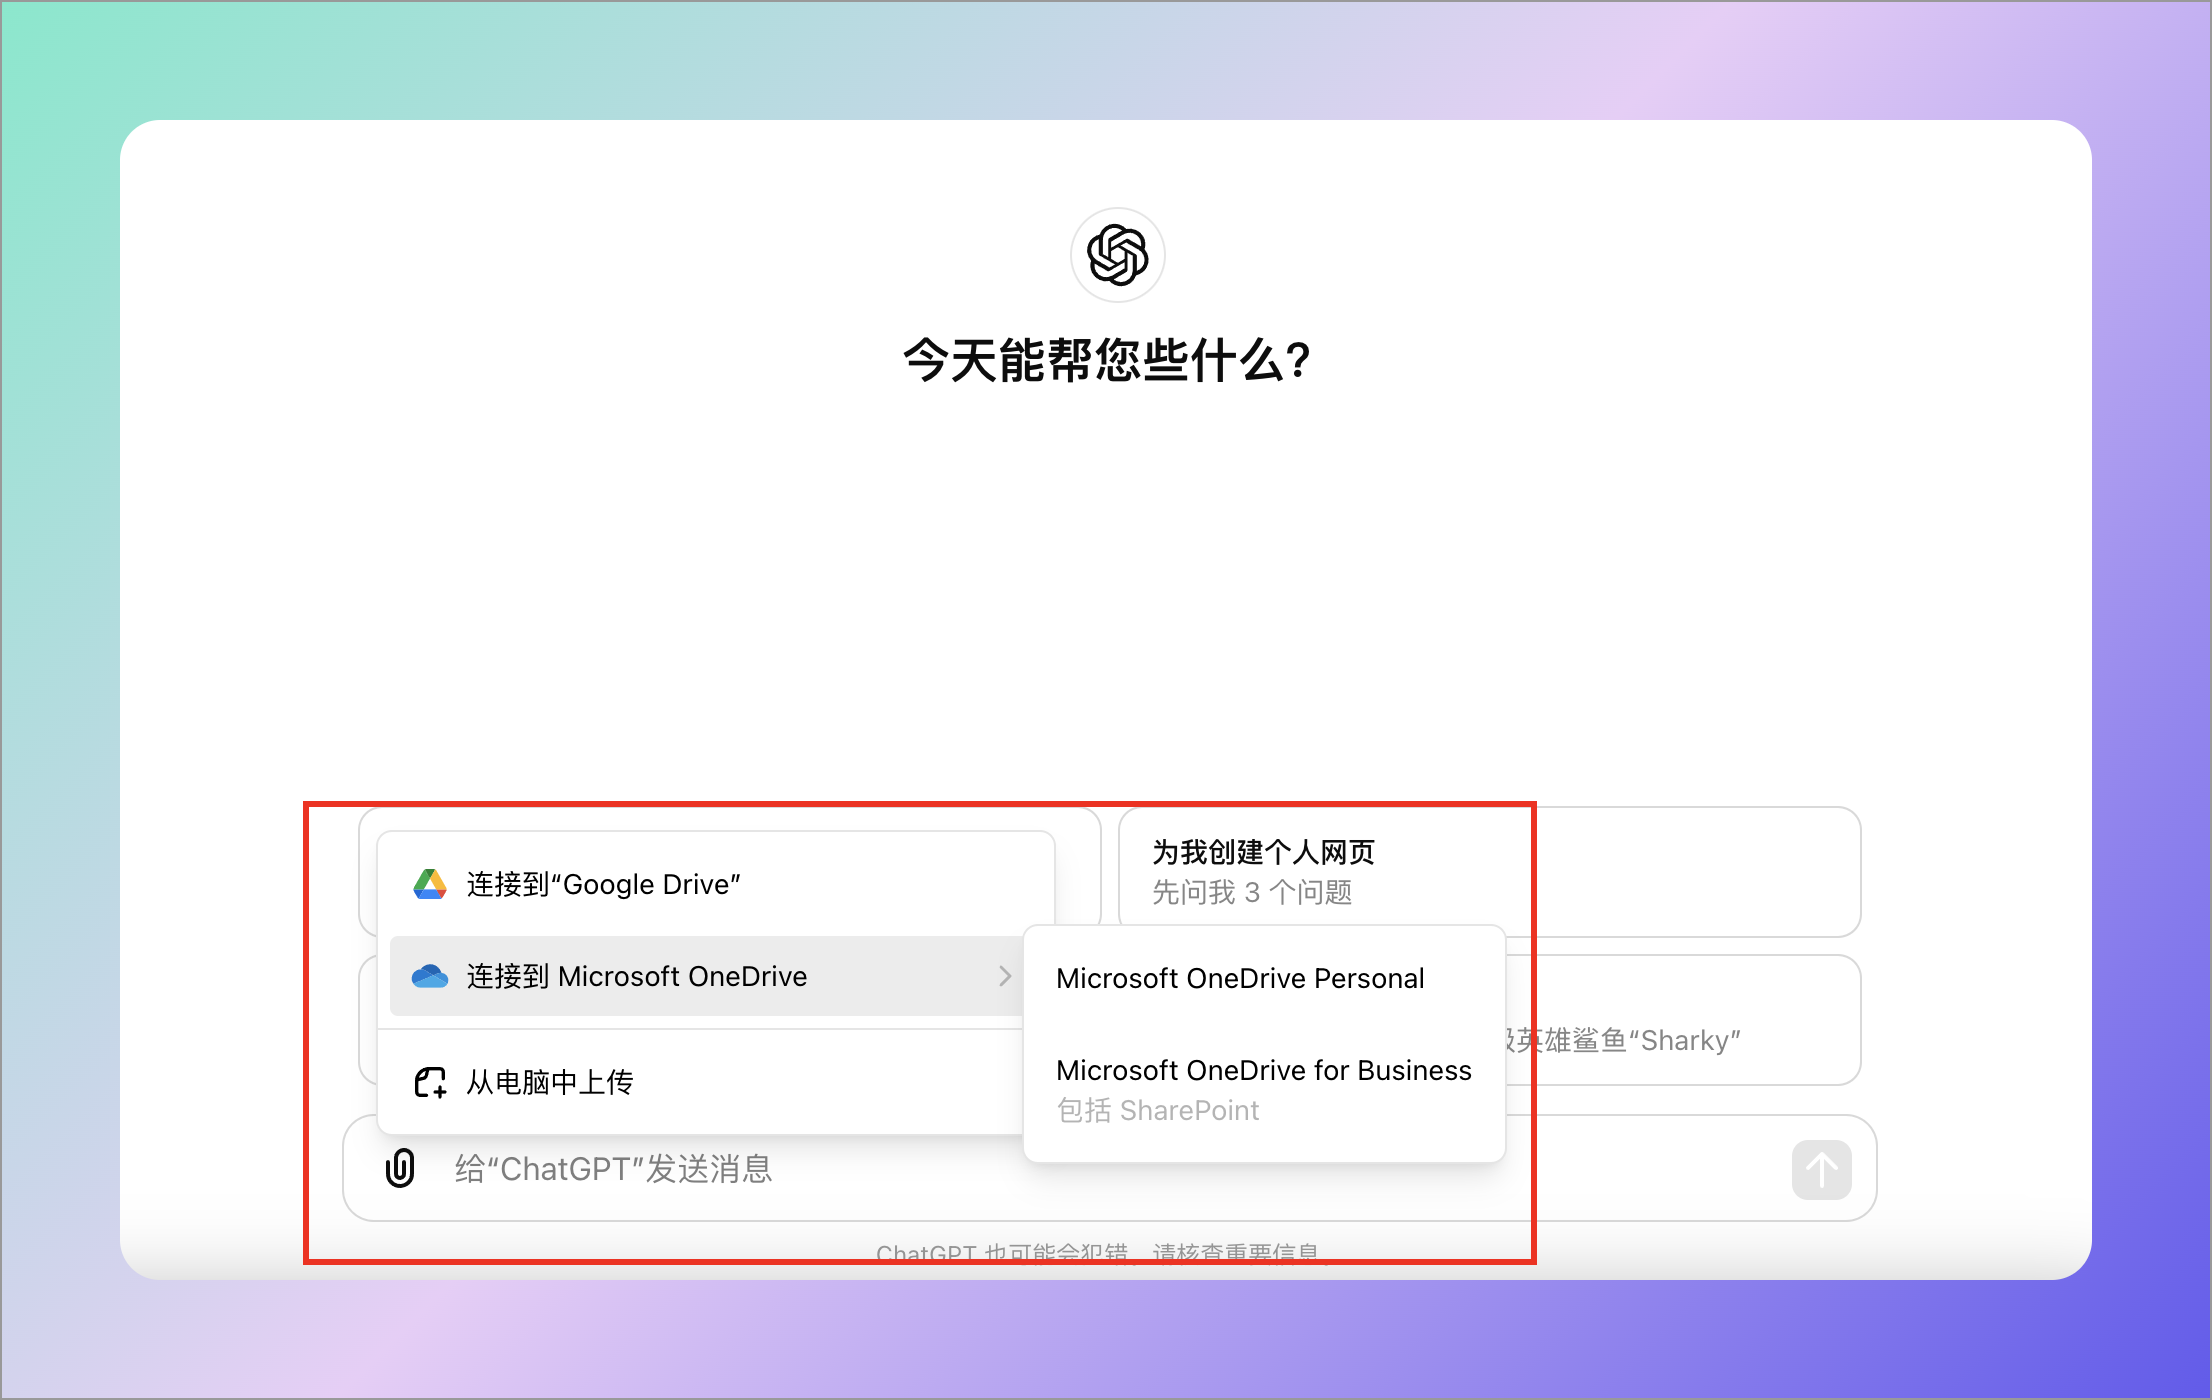 今天能帮您些什么?
为我创建个人网页
先问我 3 个问题
连接到“Google Drive”
连接到 Microsoft OneDrive
Microsoft OneDrive Personal
英雄鲨鱼“Sharky”
Microsoft OneDrive for Business
包括 SharePoint
从电脑中上传
给“ChatGPT”发送消息
ChatGPT 也可能会犯错。请核查重要信息。